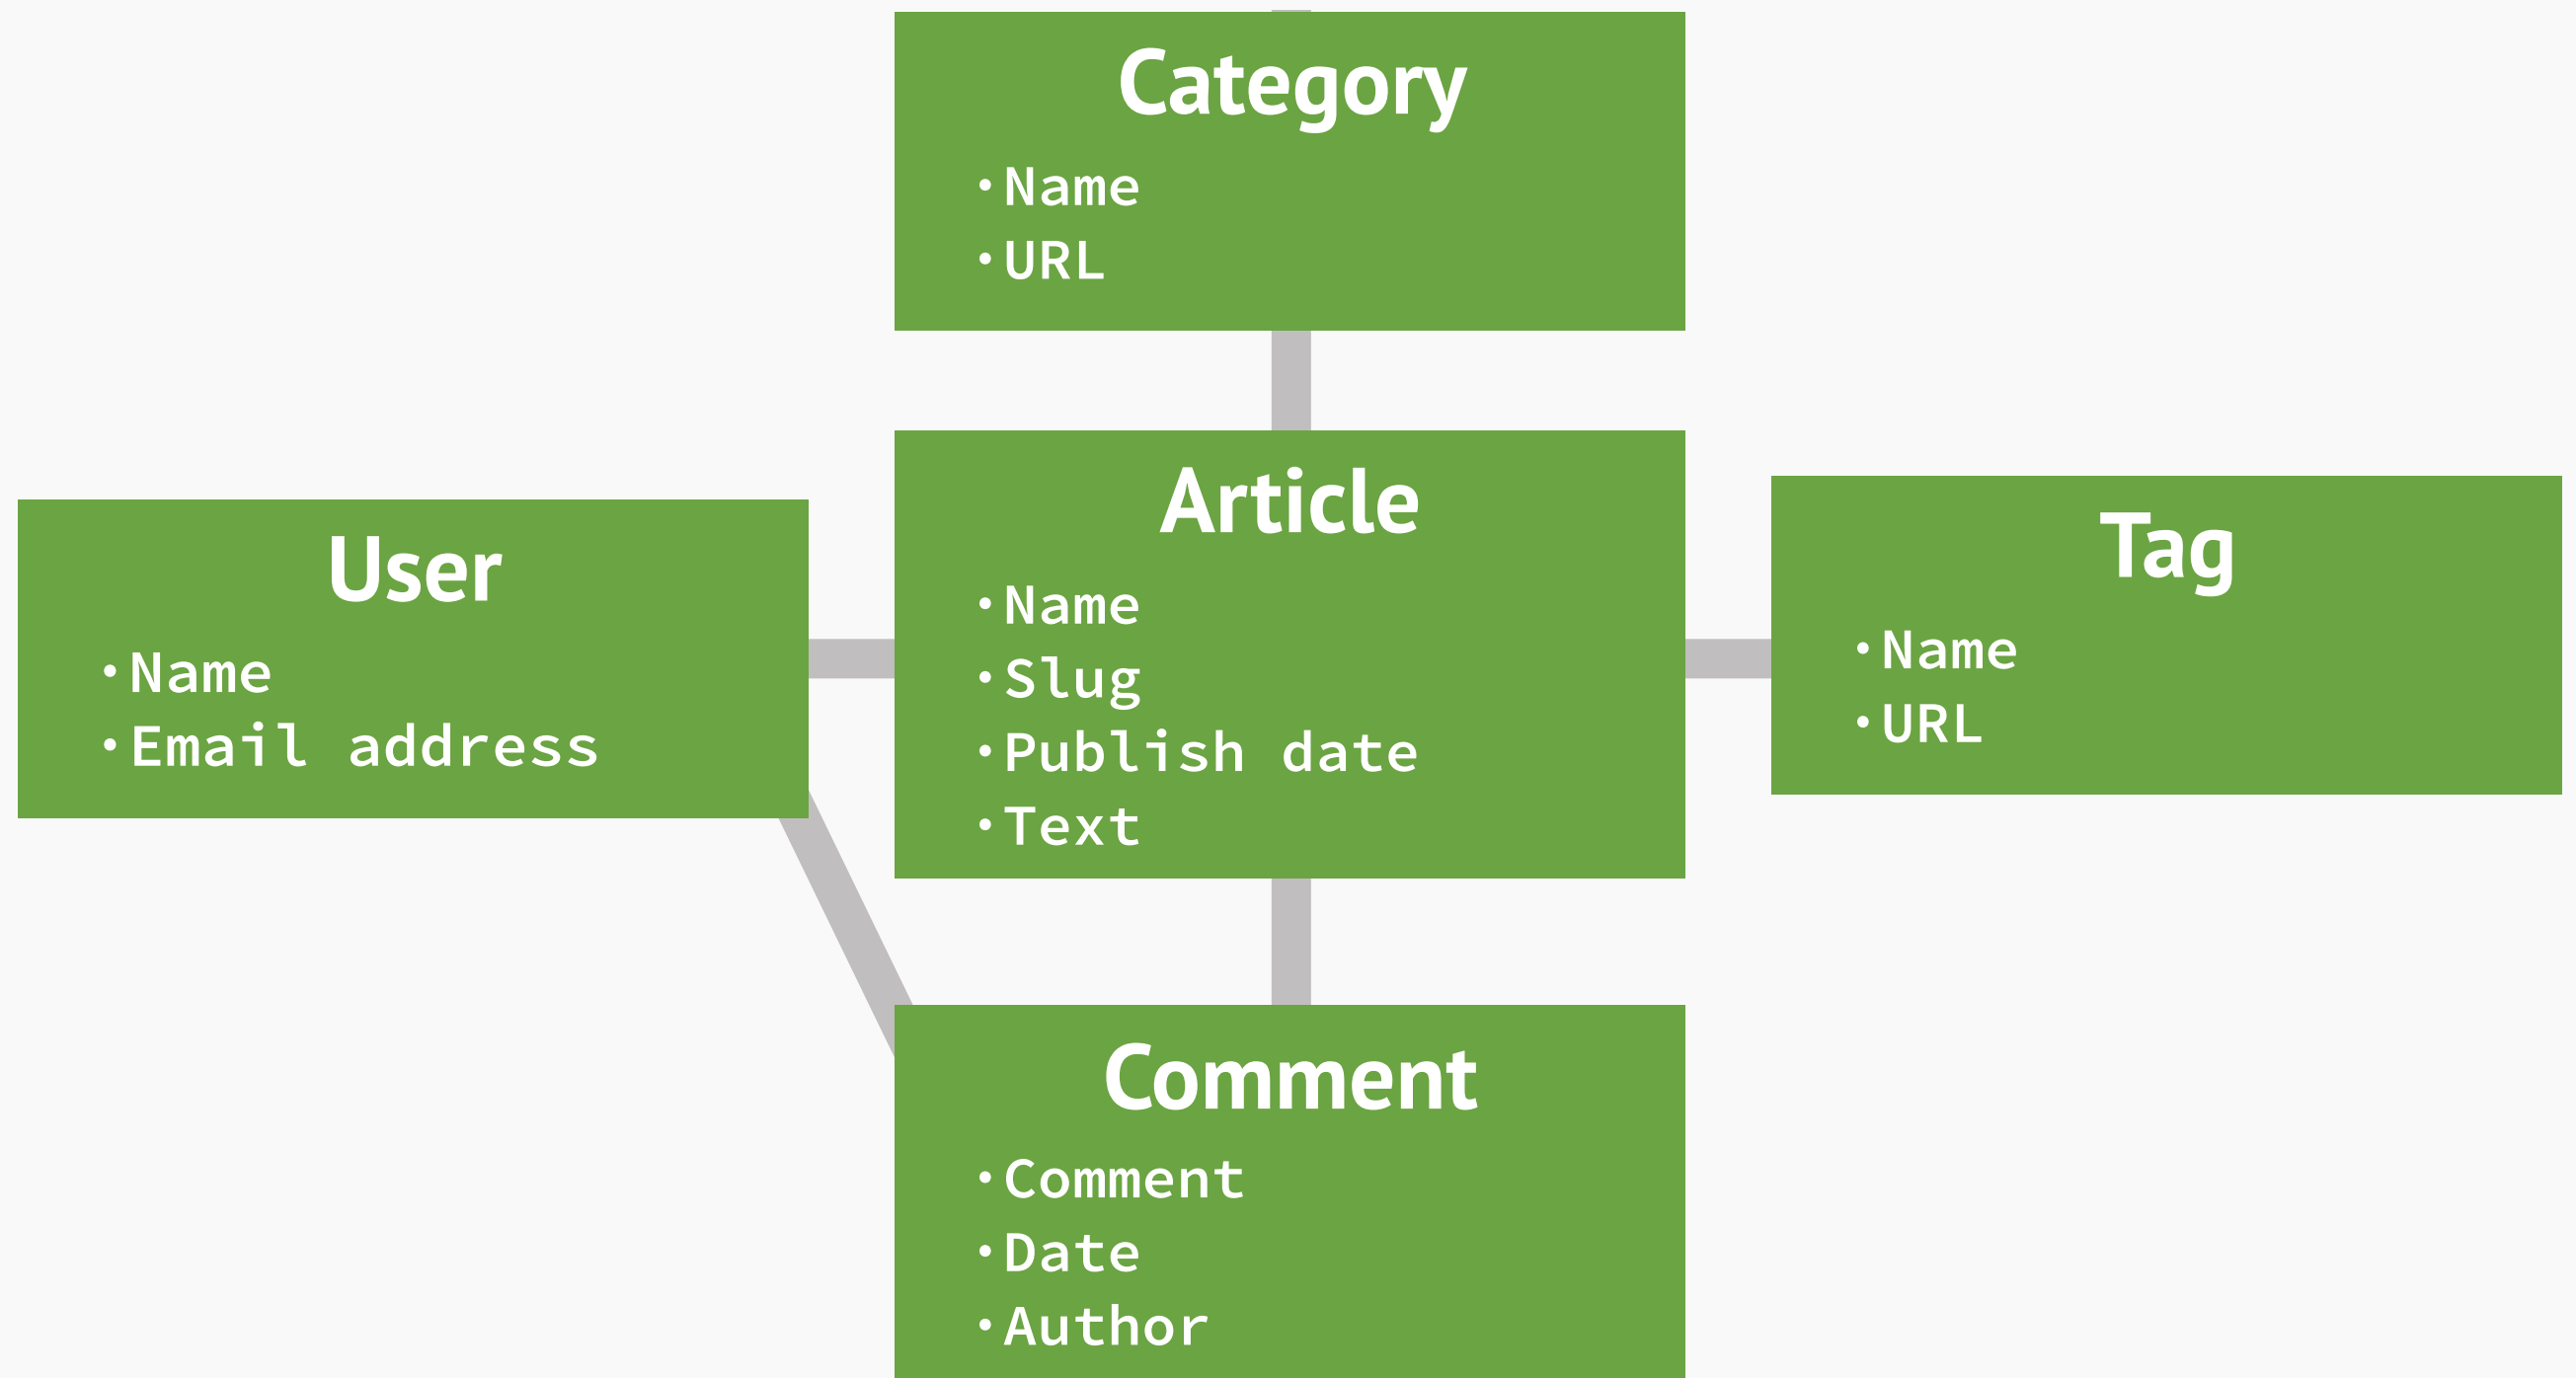 Category
• Name
• URL
Article
• Name
• Slug
• Publish date
• Text
User
• Name
• Email address
Tag
• Name
• URL
Comment
• Comment
• Date
• Author